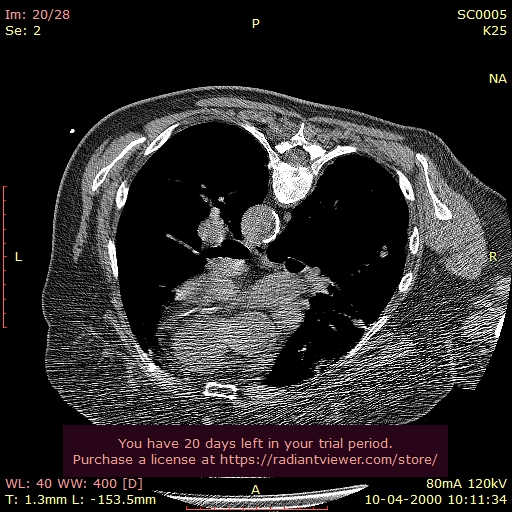 Im: 20/28
Se: 2
P
SC0005
K25
NA
L
R
You have 20 days left in your trial period.
Purchase a license at https://radiantviewer.com/store/
WL: 40 WW: 400 [D]
T: 1.3mm L: -153.5mm
A
80mA 120kV
10-04-2000 10:11:34